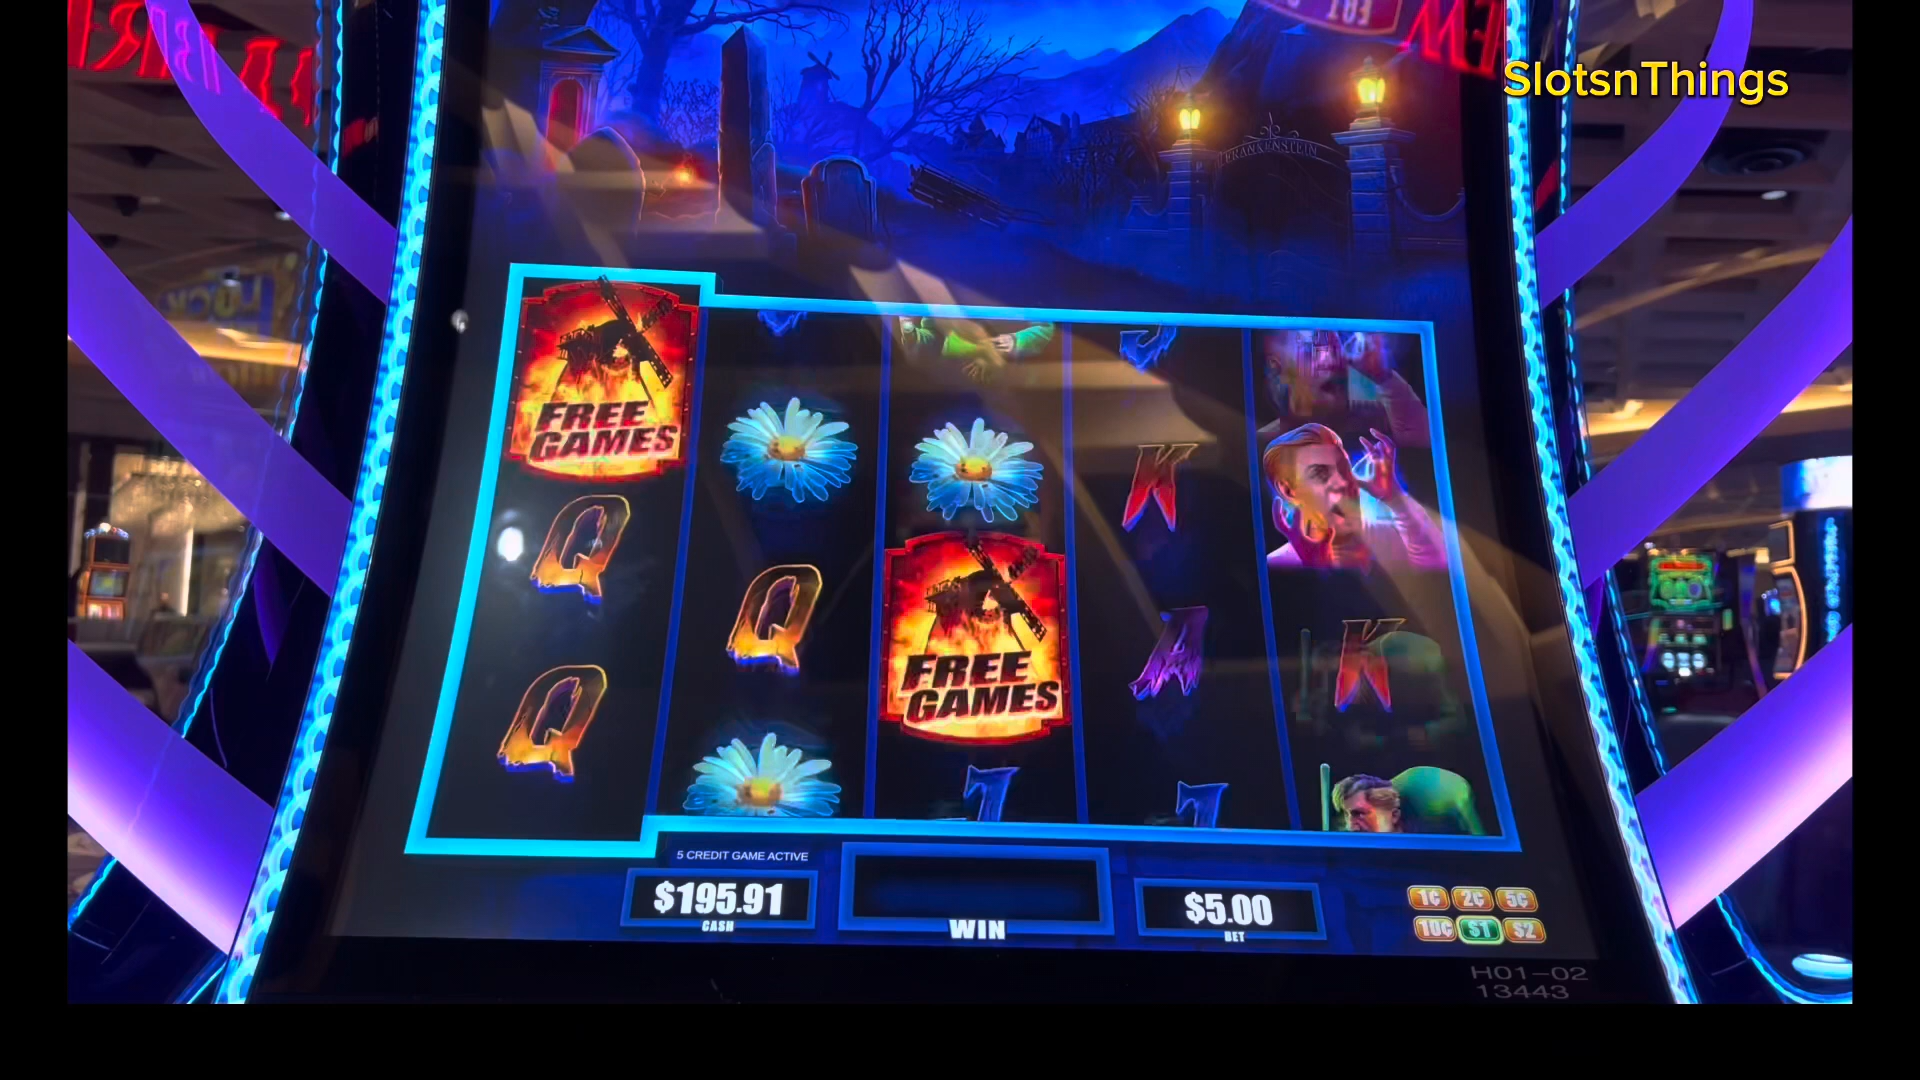 SlotsnThings
FRANKENSTEIN
FREE
GAMES
K
Q
Q
FREE
GAMES
A
K
Q
5 CREDIT GAME ACTIVE
$195.91
CASH
WIN
$5.00
BET
1¢ 2¢ 5¢
10¢ $1 $2
H01-02
13443